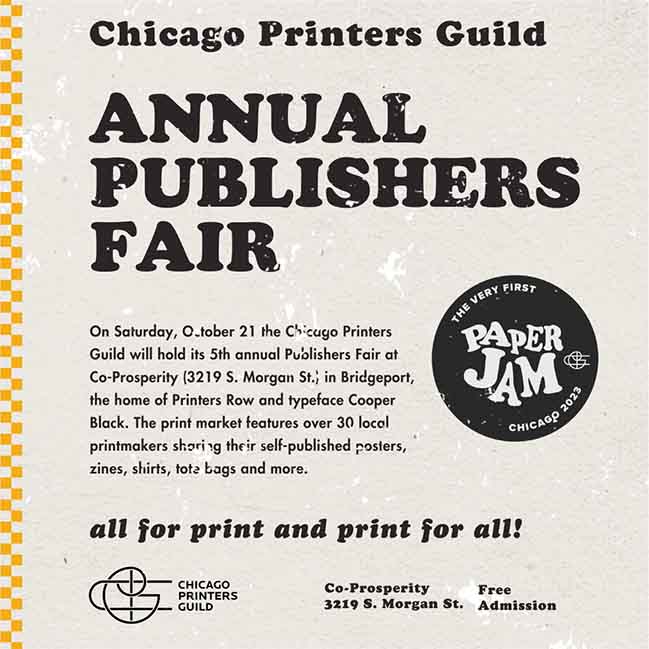 Chicago Printers Guild
ANNUAL
PUBLISHERS
FAIR
On Saturday, October 21 the Chicago Printers
Guild will hold its 5th annual Publishers Fair at
Co-Prosperity (3219 S. Morgan St.) in Bridgeport,
the home of Printers Row and typeface Cooper
Black. The print market features over 30 local
printmakers sharing their self-published posters,
zines, shirts, tote bags and more.
THE VERY FIRST
PAPER
JAM
CHICAGO 2023
all for print and print for all!
CHICAGO
PRINTERS
GUILD
Co-Prosperity
3219 S. Morgan St.
Free
Admission